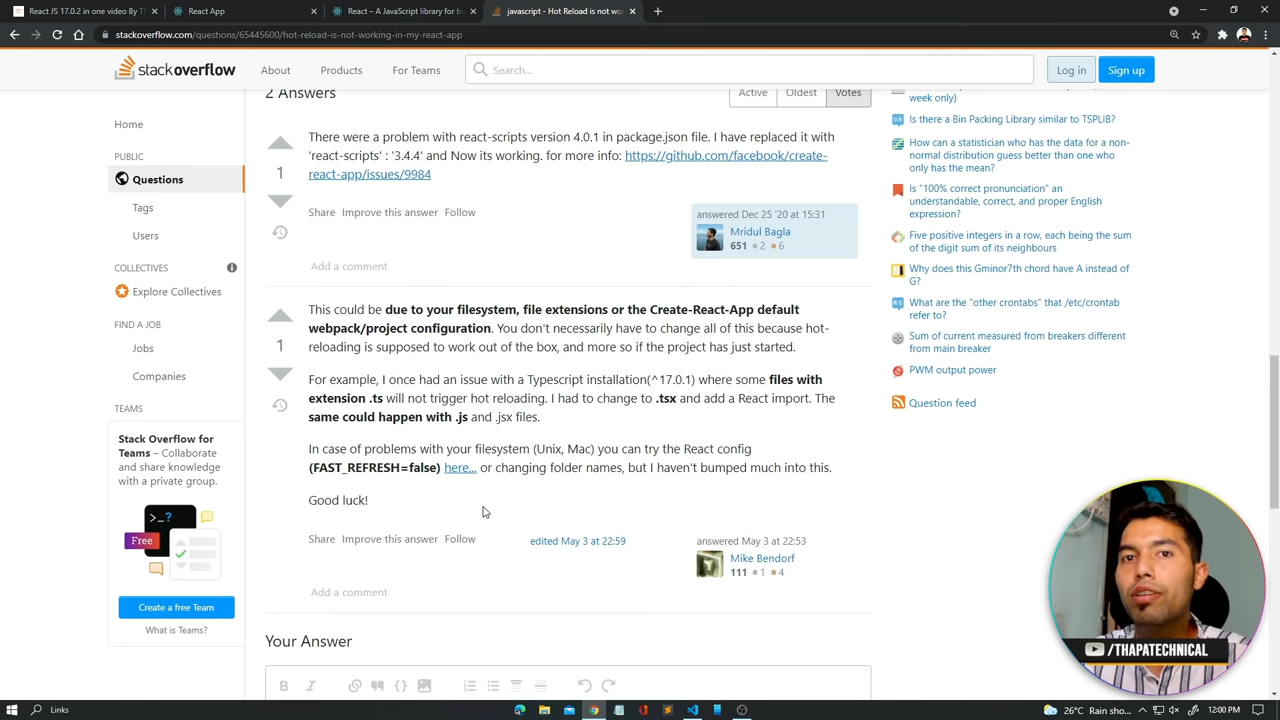 React JS 17.0.2 in one video By T
React App
React – A JavaScript library for b
javascript - Hot Reload is not wor
stackoverflow.com/questions/65445600/hot-reload-is-not-working-in-my-react-app
stackoverflow
About
Products
For Teams
Search...
Log in
Sign up
Home
PUBLIC
Questions
Tags
Users
COLLECTIVES
Explore Collectives
FIND A JOB
Jobs
Companies
TEAMS
Stack Overflow for
Teams – Collaborate
and share knowledge
with a private group.
>_?
Free
Create a free Team
What is Teams?
2 Answers
Active
Oldest
Votes
There were a problem with react-scripts version 4.0.1 in package.json file. I have replaced it with
'react-scripts' : '3.4.4' and Now its working. for more info: https://github.com/facebook/create-
react-app/issues/9984
1
Share Improve this answer Follow
answered Dec 25 '20 at 15:31
Mridul Bagla
651 2 6
Add a comment
This could be due to your filesystem, file extensions or the Create-React-App default
webpack/project configuration. You don't necessarily have to change all of this because hot-
reloading is supposed to work out of the box, and more so if the project has just started.
1
For example, I once had an issue with a Typescript installation(^17.0.1) where some files with
extension .ts will not trigger hot reloading. I had to change to .tsx and add a React import. The
same could happen with .js and .jsx files.
In case of problems with your filesystem (Unix, Mac) you can try the React config
(FAST_REFRESH=false) here... or changing folder names, but I haven't bumped much into this.
Good luck!
Share Improve this answer Follow
edited May 3 at 22:59
answered May 3 at 22:53
Mike Bendorf
111 1 4
Add a comment
Your Answer
B I
week only)
Is there a Bin Packing Library similar to TSPLIB?
How can a statistician who has the data for a non-
normal distribution guess better than one who
only has the mean?
Is "100% correct pronunciation" an
understandable, correct, and proper English
expression?
Five positive integers in a row, each being the sum
of the digit sum of its neighbours
Why does this Gminor7th chord have A instead of
G?
What are the "other crontabs" that /etc/crontab
refer to?
Sum of current measured from breakers different
from main breaker
PWM output power
Question feed
/THAPATECHNICAL
Links
26°C Rain sho...
12:00 PM